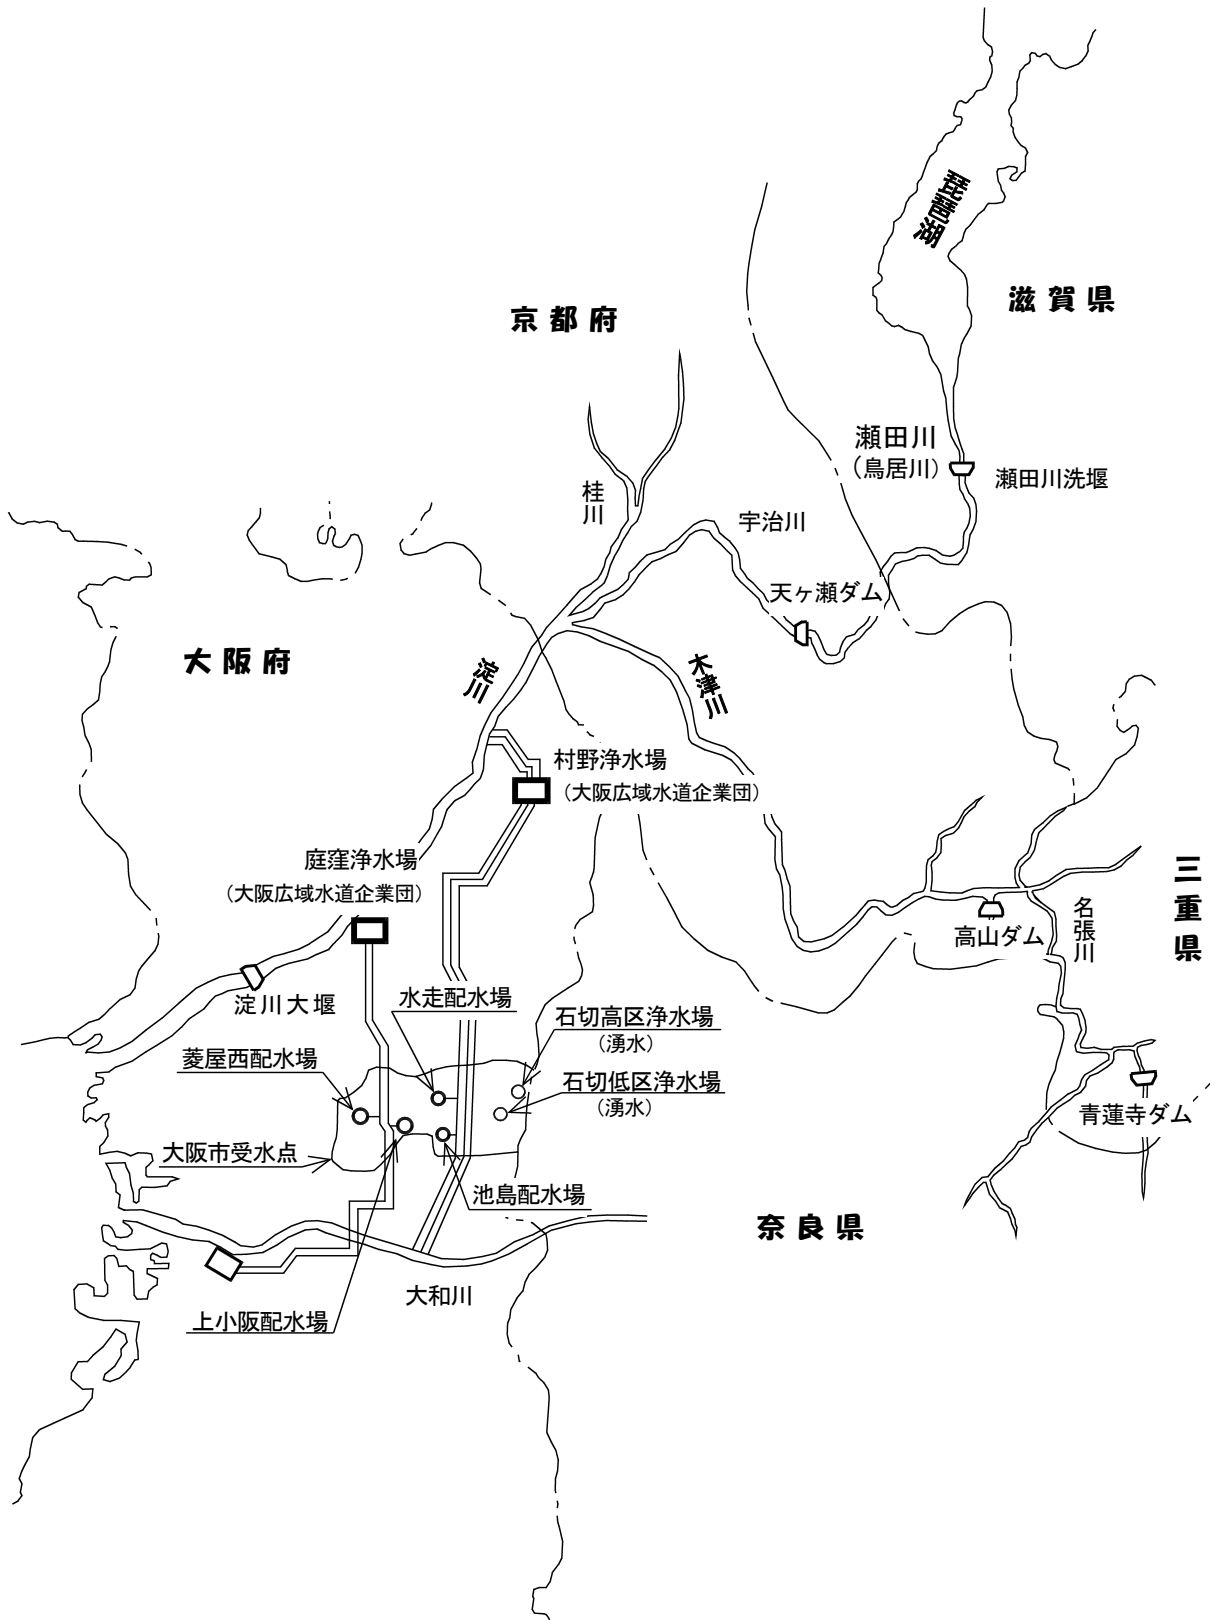 琵琶湖
滋賀県
京都府
瀬田川
（鳥居川）
瀬田川洗堰
桂川
宇治川
天ヶ瀬ダム
大阪府
淀川
木津川
村野浄水場
（大阪広域水道企業団）
庭窪浄水場
（大阪広域水道企業団）
三重県
名張川
高山ダム
淀川大堰
水走配水場
石切高区浄水場
（湧水）
菱屋西配水場
石切低区浄水場
（湧水）
青蓮寺ダム
大阪市受水点
池島配水場
奈良県
大和川
上小阪配水場